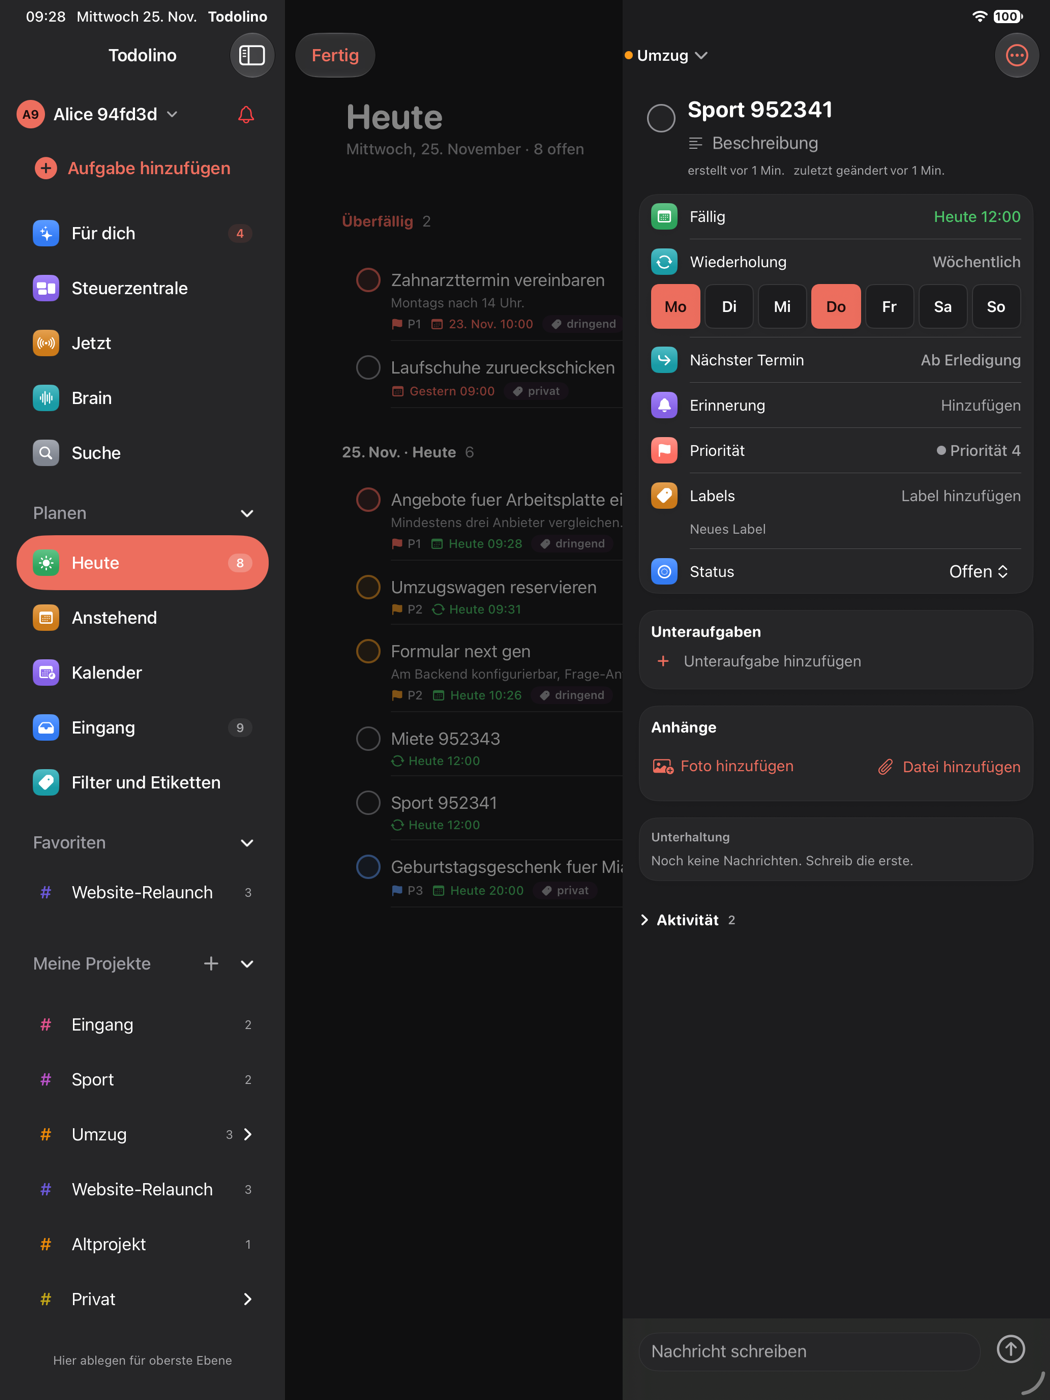 09:28 Mittwoch 25. Nov. Todolino
100
Todolino
Fertig
Umzug
A9 Alice 94fd3d
Aufgabe hinzufügen
Für dich 4
Steuerzentrale
Jetzt
Brain
Suche
Planen
Heute 8
Anstehend
Kalender
Eingang 9
Filter und Etiketten
Favoriten
# Website-Relaunch 3
Meine Projekte
# Eingang 2
# Sport 2
# Umzug 3
# Website-Relaunch 3
# Altprojekt 1
# Privat
Hier ablegen für oberste Ebene
Heute
Mittwoch, 25. November · 8 offen
Überfällig 2
Zahnarzttermin vereinbaren
Montags nach 14 Uhr.
P1 23. Nov. 10:00 dringend
Laufschuhe zurueckschicken
Gestern 09:00 privat
25. Nov. · Heute 6
Angebote fuer Arbeitsplatte ei
Mindestens drei Anbieter vergleichen.
P1 Heute 09:28 dringend
Umzugswagen reservieren
P2 Heute 09:31
Formular next gen
Am Backend konfigurierbar, Frage-An
P2 Heute 10:26 dringend
Miete 952343
Heute 12:00
Sport 952341
Heute 12:00
Geburtstagsgeschenk fuer Mia
P3 Heute 20:00 privat
Sport 952341
Beschreibung
erstellt vor 1 Min. zuletzt geändert vor 1 Min.
Fällig Heute 12:00
Wiederholung Wöchentlich
Mo Di Mi Do Fr Sa So
Nächster Termin Ab Erledigung
Erinnerung Hinzufügen
Priorität Priorität 4
Labels Label hinzufügen
Neues Label
Status Offen
Unteraufgaben
+ Unteraufgabe hinzufügen
Anhänge
Foto hinzufügen Datei hinzufügen
Unterhaltung
Noch keine Nachrichten. Schreib die erste.
Aktivität 2
Nachricht schreiben